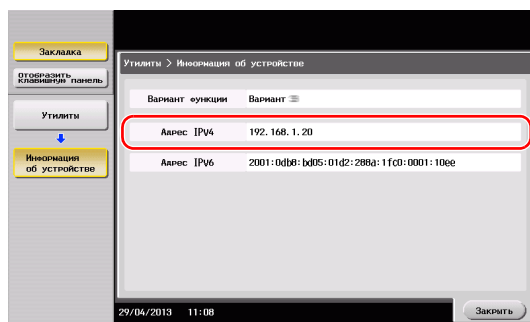 Закладка
Отобразить
клавишную панель
Утилиты
Информация
об устройстве
Утилиты > Информация об устройстве
Вариант функции Вариант
Адрес IPV4 192.168.1.20
Адрес IPV6 2001:0db8:bd05:01d2:288a:1fc0:0001:10ee
29/04/2013 11:08
Закрыть